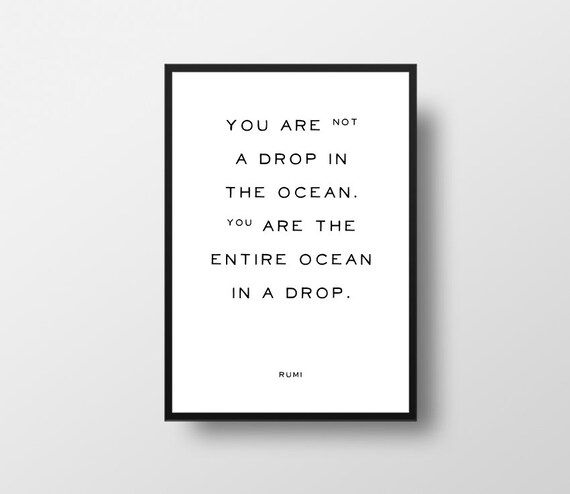 YOU ARE NOT
A DROP IN
THE OCEAN.
YOU ARE THE
ENTIRE OCEAN
IN A DROP.
RUMI